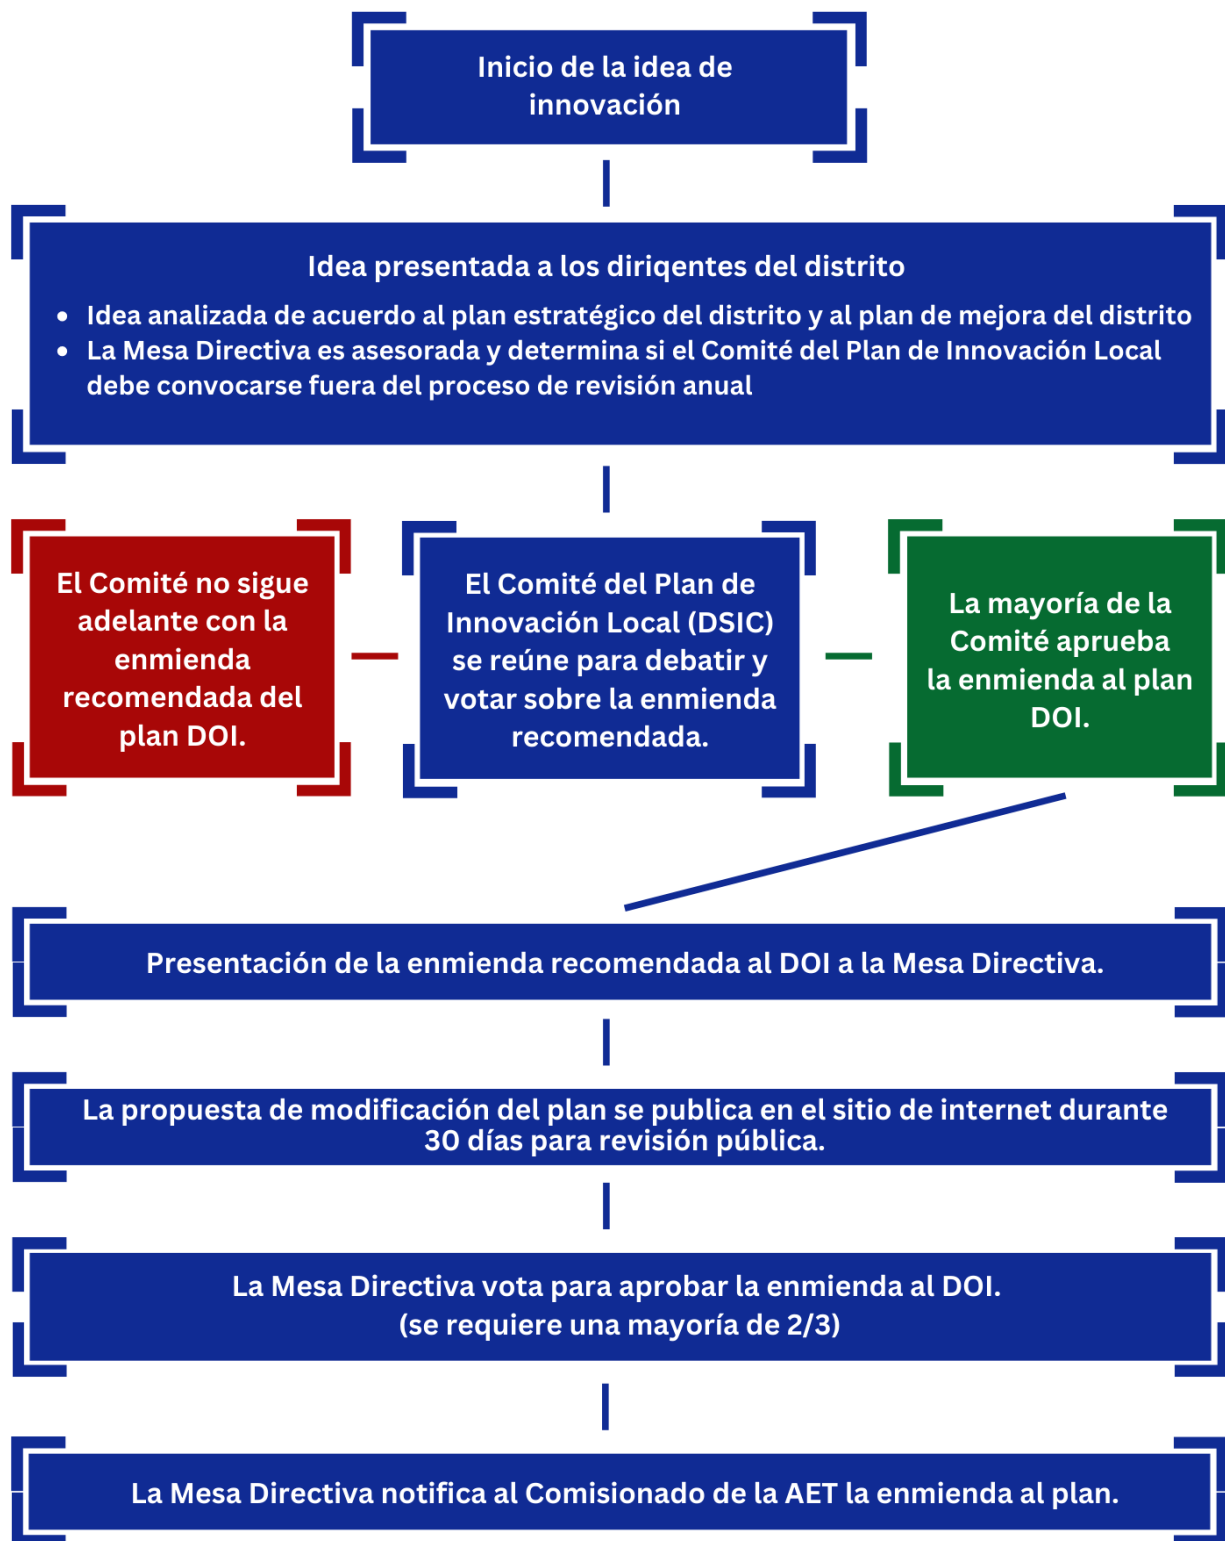 Inicio de la idea de
innovación
Idea presentada a los diriqentes del distrito
• Idea analizada de acuerdo al plan estratégico del distrito y al plan de mejora del distrito
• La Mesa Directiva es asesorada y determina si el Comité del Plan de Innovación Local
debe convocarse fuera del proceso de revisión anual
El Comité no sigue
adelante con la
enmienda
recomendada del
plan DOI.
El Comité del Plan de
Innovación Local (DSIC)
se reúne para debatir y
votar sobre la enmienda
recomendada.
La mayoría de la
Comité aprueba
la enmienda al plan
DOI.
Presentación de la enmienda recomendada al DOI a la Mesa Directiva.
La propuesta de modificación del plan se publica en el sitio de internet durante
30 días para revisión pública.
La Mesa Directiva vota para aprobar la enmienda al DOI.
(se requiere una mayoría de 2/3)
La Mesa Directiva notifica al Comisionado de la AET la enmienda al plan.